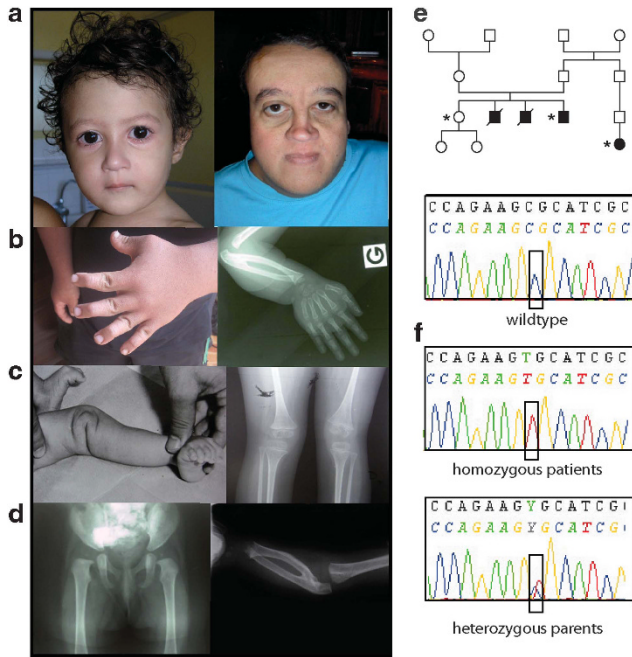 a
e
*
*
*
CCAGAAGCGCATCGC
CCAGAAGCGCATCGC
wildtype
b
G
f
CCAGAAGTGCATCGC
CCAGAAGTGCATCGC
homozygous patients
c
d
CCAGAAGYGCATCG
CCAGAAGYGCATCG
heterozygous parents